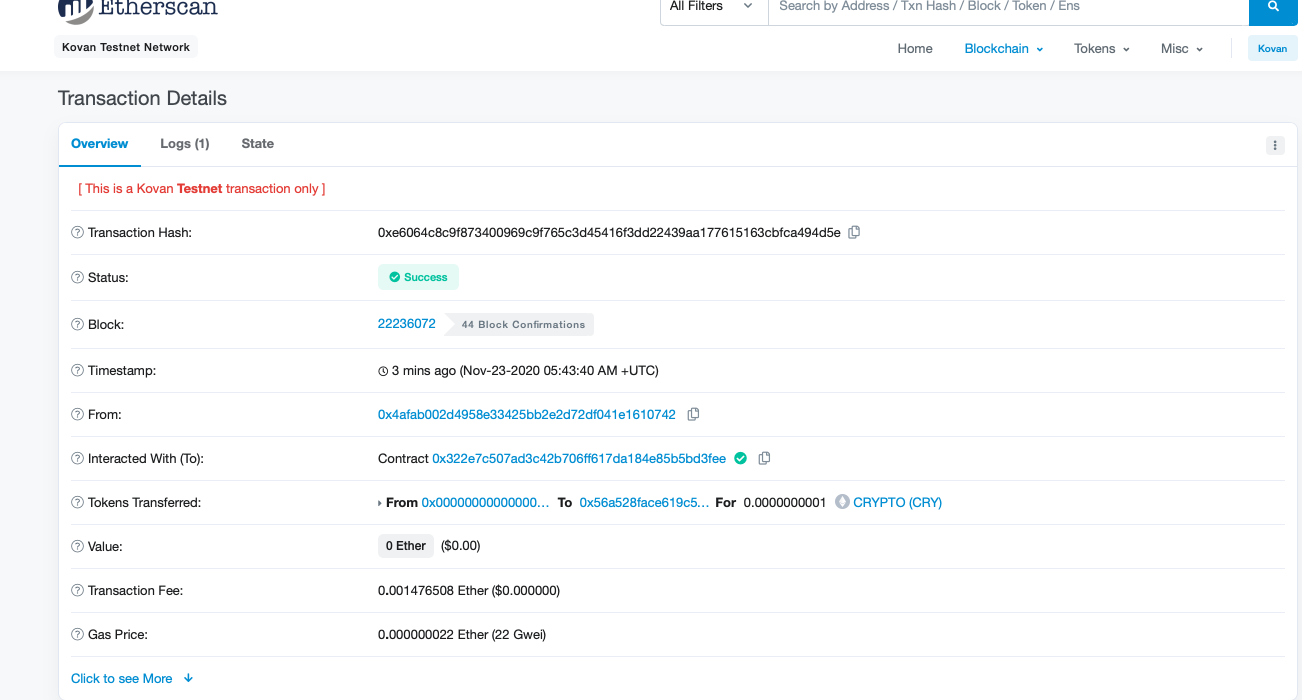 Etherscan
All Filters Search by Address / Txn Hash / Block / Token / Ens
Kovan Testnet Network Home Blockchain Tokens Misc Kovan
Transaction Details
Overview Logs (1) State
[ This is a Kovan Testnet transaction only ]
Transaction Hash: 0xe6064c8c9f873400969c9f765c3d45416f3dd22439aa177615163cbfca494d5e
Status: Success
Block: 22236072 44 Block Confirmations
Timestamp: 3 mins ago (Nov-23-2020 05:43:40 AM +UTC)
From: 0x4afab002d4958e33425bb2e2d72df041e1610742
Interacted With (To): Contract 0x322e7c507ad3c42b706ff617da184e85b5bd3fee
Tokens Transferred: From 0x00000000000000... To 0x56a528face619c5... For 0.0000000001 CRYPTO (CRY)
Value: 0 Ether ($0.00)
Transaction Fee: 0.001476508 Ether ($0.000000)
Gas Price: 0.000000022 Ether (22 Gwei)
Click to see More